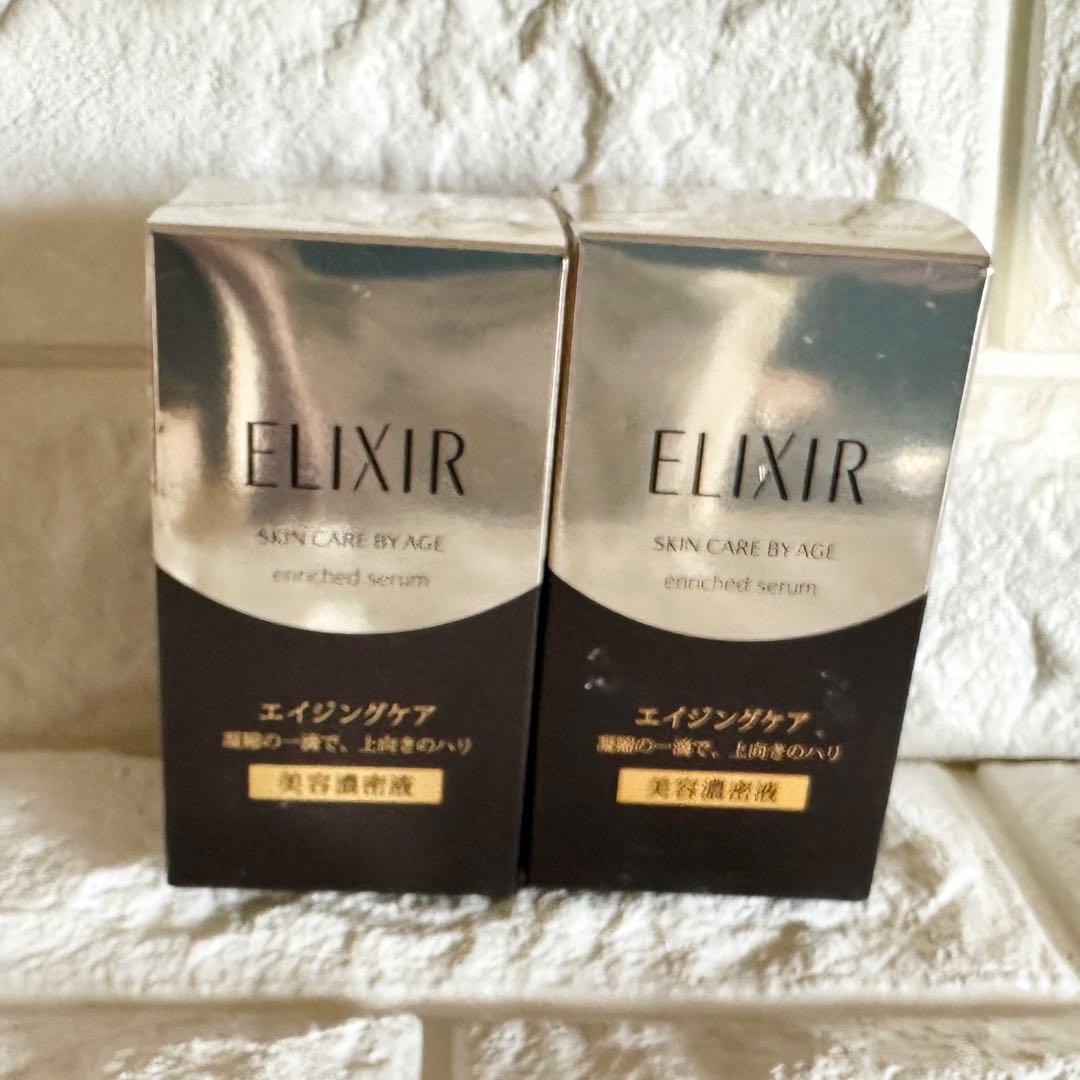 ELIXIR
SKIN CARE BY AGE
enriched serum
エイジングケア
凝縮の一滴で、上向きのハリ
美容濃密液
ELIXIR
SKIN CARE BY AGE
enriched serum
エイジングケア
凝縮の一滴で、上向きのハリ
美容濃密液